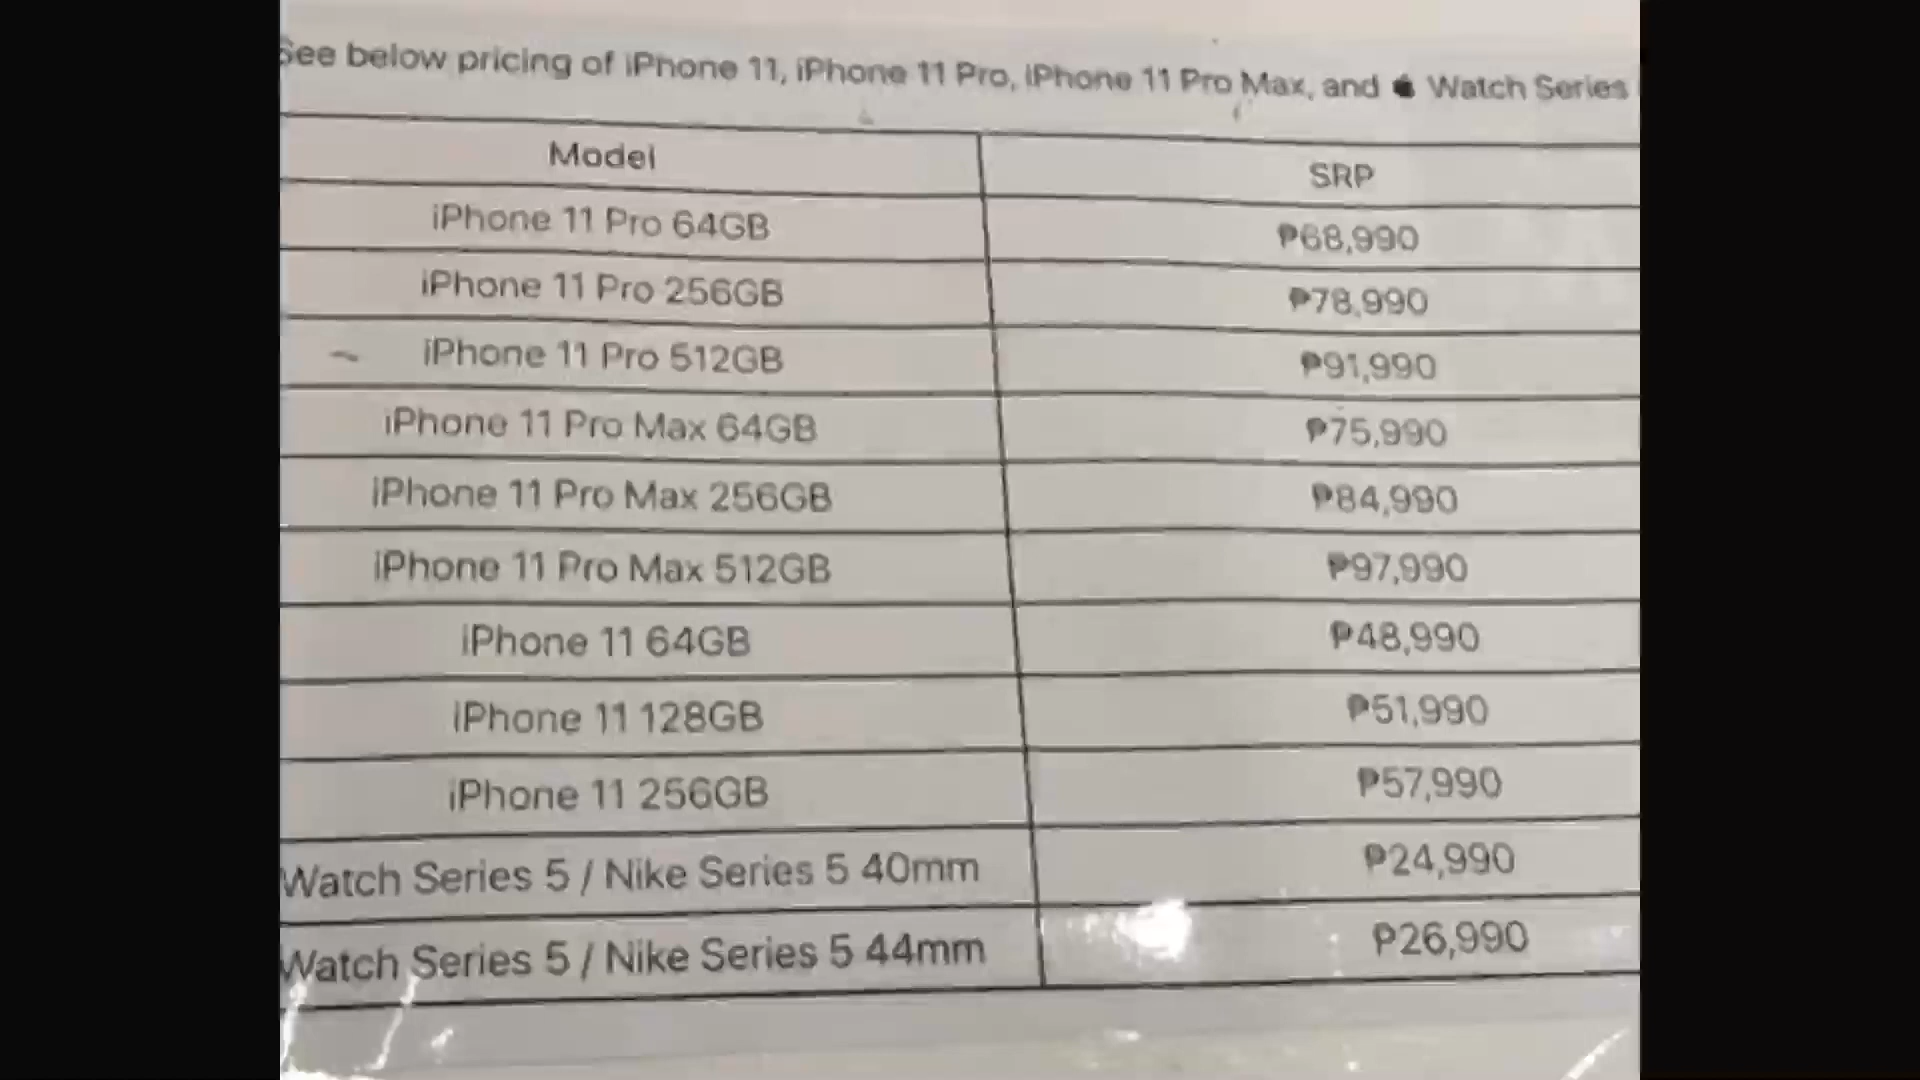 See below pricing of iPhone 11, iPhone 11 Pro, iPhone 11 Pro Max, and  Watch Series
Model SRP
iPhone 11 Pro 64GB ₱68,990
iPhone 11 Pro 256GB ₱78,990
iPhone 11 Pro 512GB ₱91,990
iPhone 11 Pro Max 64GB ₱75,990
iPhone 11 Pro Max 256GB ₱84,990
iPhone 11 Pro Max 512GB ₱97,990
iPhone 11 64GB ₱48,990
iPhone 11 128GB ₱51,990
iPhone 11 256GB ₱57,990
Watch Series 5 / Nike Series 5 40mm ₱24,990
Watch Series 5 / Nike Series 5 44mm ₱26,990